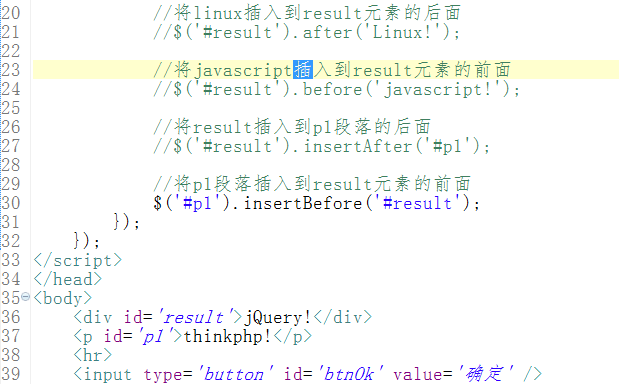 20 //将linux插入到result元素的后面
21 //$('#result').after('Linux!');
22
23 //将javascript插入到result元素的前面
24 //$('#result').before('javascript!');
25
26 //将result插入到p1段落的后面
27 //$('#result').insertAfter('#p1');
28
29 //将p1段落插入到result元素的前面
30 $('#p1').insertBefore('#result');
31 });
32 });
33 </script>
34 </head>
35 <body>
36 <div id='result'>jQuery!</div>
37 <p id='p1'>thinkphp!</p>
38 <hr>
39 <input type='button' id='btnOk' value='确定' />